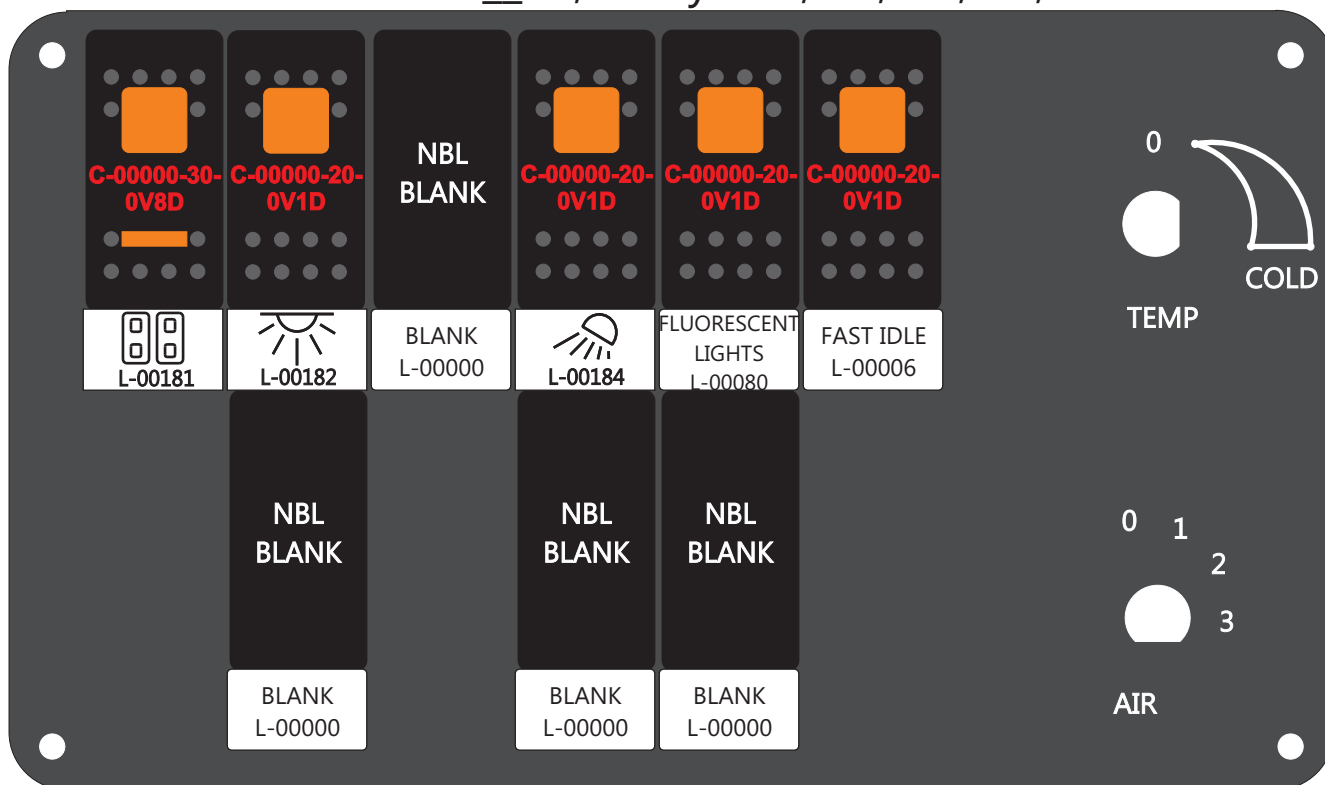 C-00000-30-
0V8D
L-00181
C-00000-20-
0V1D
L-00182
NBL
BLANK
BLANK
L-00000
C-00000-20-
0V1D
L-00184
C-00000-20-
0V1D
FLUORESCENT
LIGHTS
L-00080
C-00000-20-
0V1D
FAST IDLE
L-00006
0
COLD
TEMP
NBL
BLANK
BLANK
L-00000
NBL
BLANK
BLANK
L-00000
NBL
BLANK
BLANK
L-00000
0
1
2
3
AIR